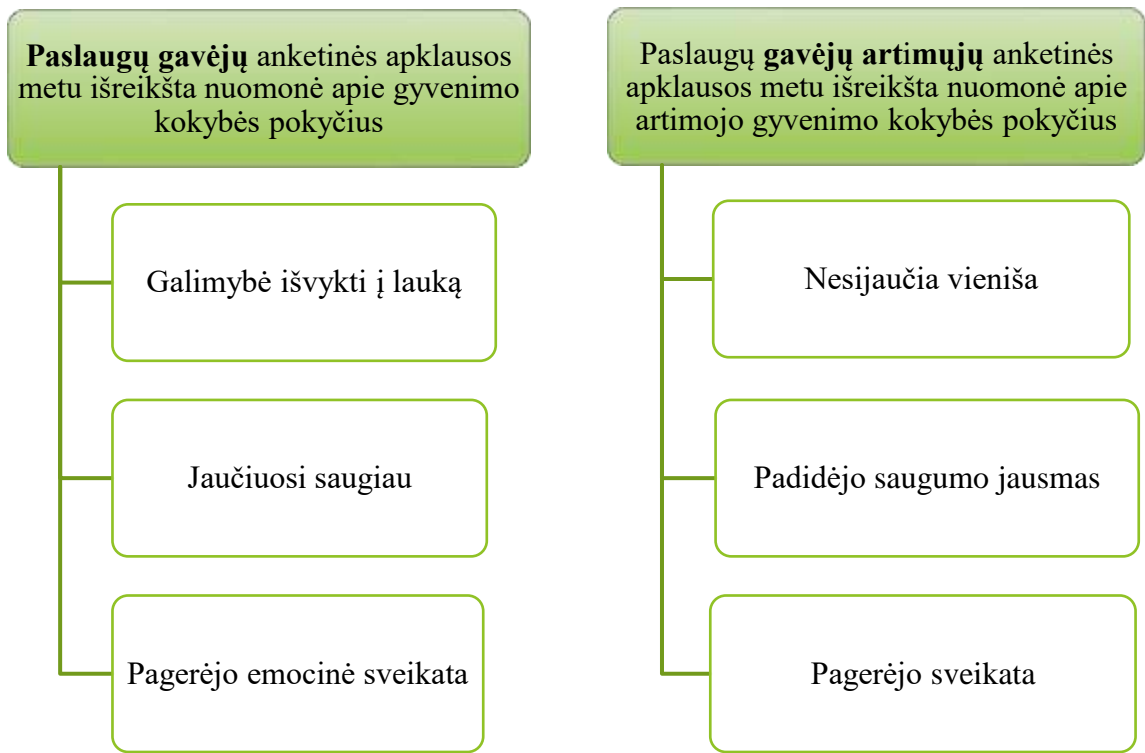 Paslaugų gavėjų anketinės apklausos
metu išreikšta nuomonė apie gyvenimo
kokybės pokyčius
Galimybė išvykti į lauką
Jaučiuosi saugiau
Pagerėjo emocinė sveikata
Paslaugų gavėjų artimųjų anketinės
apklausos metu išreikšta nuomonė apie
artimojo gyvenimo kokybės pokyčius
Nesijaučia vieniša
Padidėjo saugumo jausmas
Pagerėjo sveikata